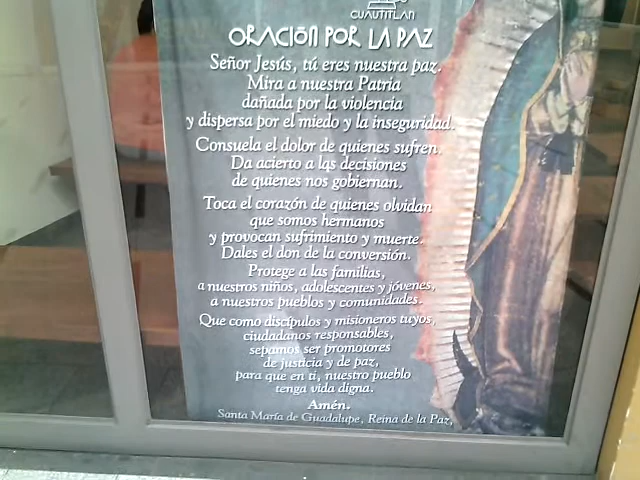 CUAUTITLAN
ORACIÓN POR LA PAZ
Señor Jesús, tú eres nuestra paz.
Mira a nuestra Patria
dañada por la violencia
y dispersa por el miedo y la inseguridad.
Consuela el dolor de quienes sufren.
Da acierto a las decisiones
de quienes nos gobiernan.
Toca el corazón de quienes olvidan
que somos hermanos
y provocan sufrimiento y muerte.
Dales el don de la conversión.
Protege a las familias,
a nuestros niños, adolescentes y jóvenes,
a nuestros pueblos y comunidades.
Que como discípulos y misioneros tuyos,
ciudadanos responsables,
sepamos ser promotores
de justicia y de paz,
para que en ti, nuestro pueblo
tenga vida digna.
Amén.
Santa María de Guadalupe, Reina de la Paz,